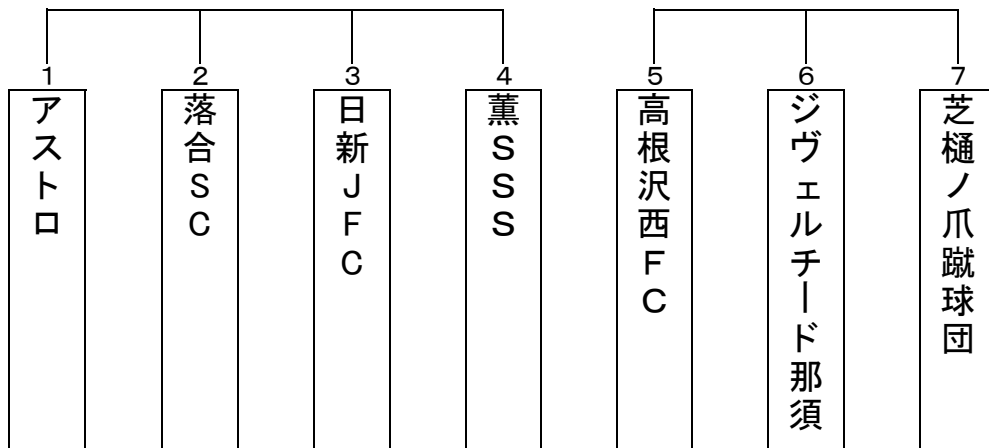 1
アストロ
2
落合SC
3
日新JFC
4
薫SSS
5
高根沢西FC
6
ジヴェルチード那須
7
芝樋ノ爪蹴球団